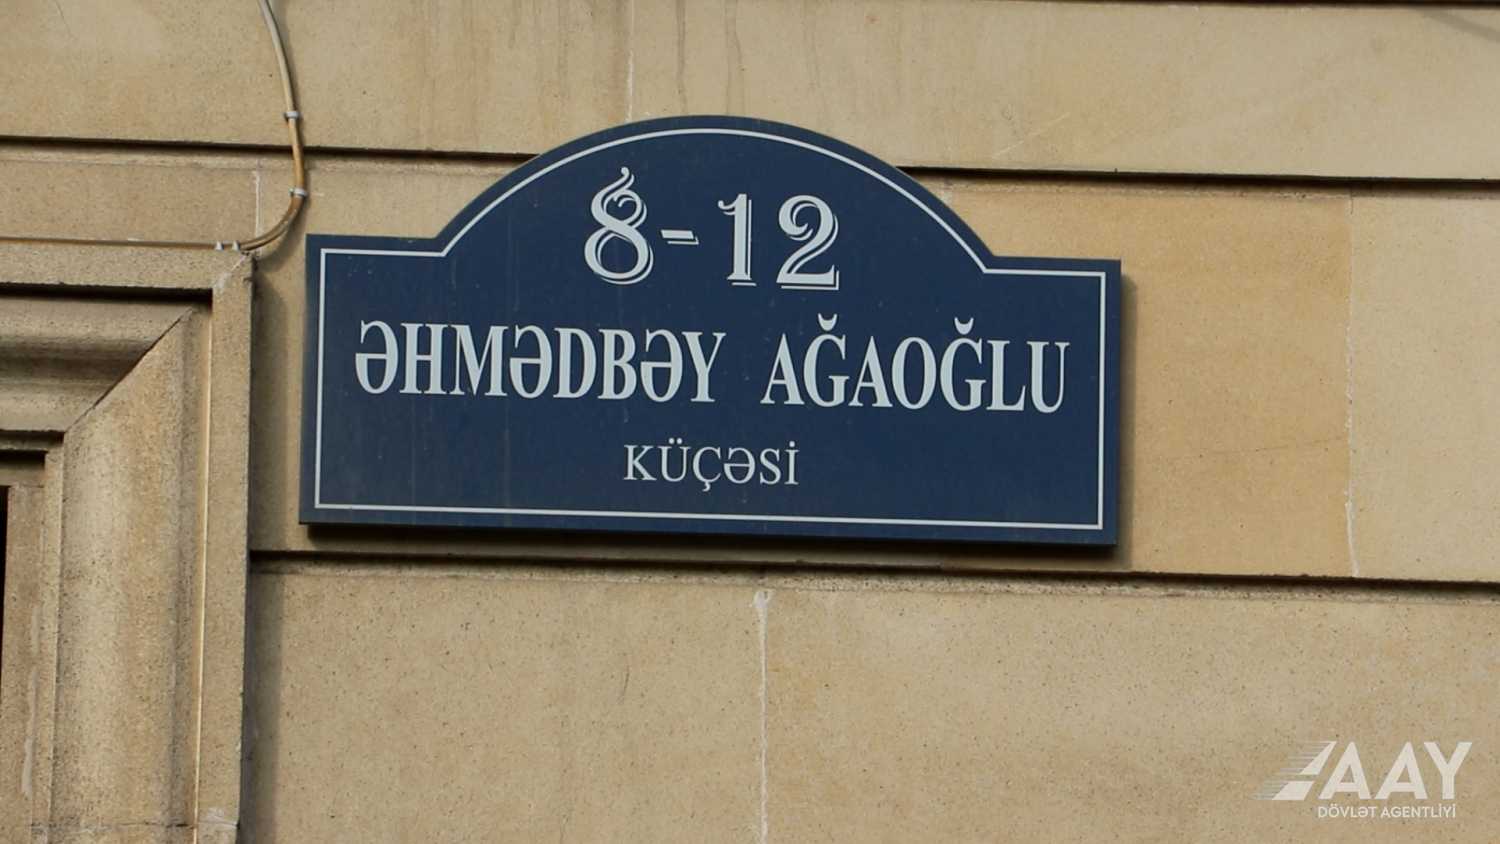 8-12
ƏHMƏDBƏY AĞAOĞLU
KÜÇƏSİ
AAY
DÖVLƏT AGENTLİYİ